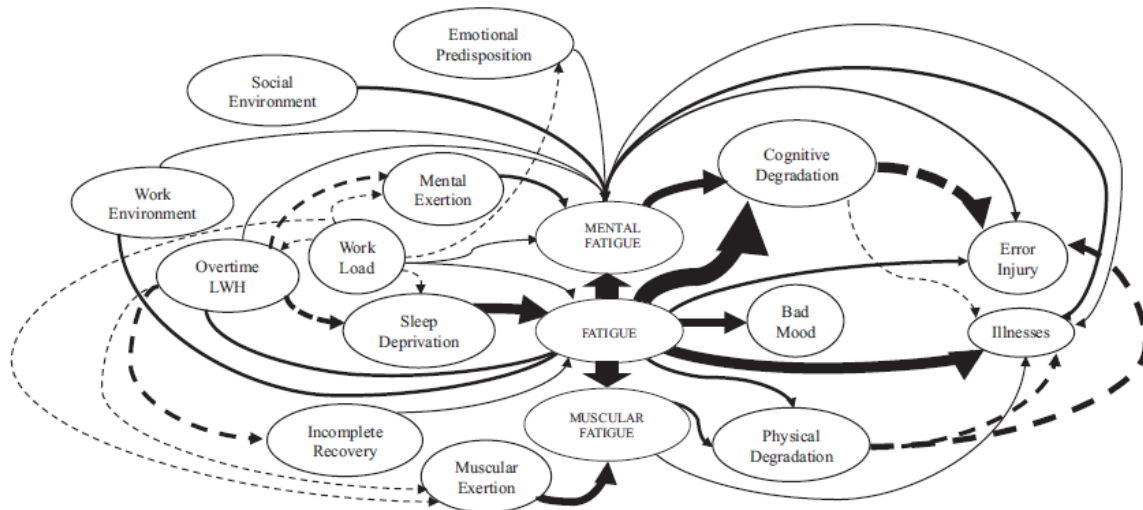 Emotional
Predisposition
Social
Environment
Cognitive
Degradation
Mental
Exertion
Work
Environment
MENTAL
FATIGUE
Work
Load
Error
Injury
Overtime
LWH
Sleep
Deprivation
FATIGUE
Bad
Mood
Illnesses
Incomplete
Recovery
MUSCULAR
FATIGUE
Physical
Degradation
Muscular
Exertion